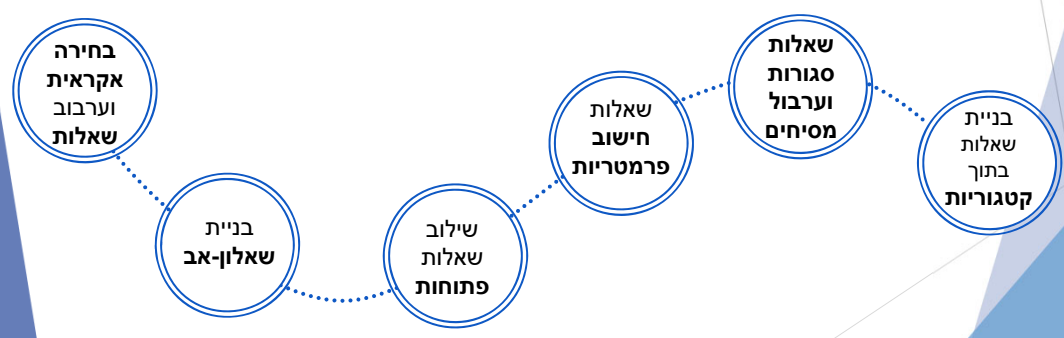 בניית
שאלות
בתוך
קטגוריות
שאלות
סגורות
וערבול
מסיחים
שאלות
חישוב
פרמטריות
שילוב
שאלות
פתוחות
בניית
שאלון-אב
בחירה
אקראית
וערבוב
שאלות